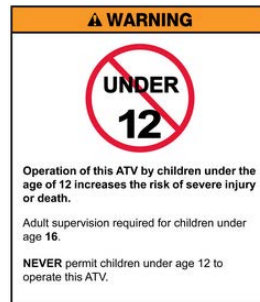 WARNING
UNDER
12
Operation of this ATV by children under the
age of 12 increases the risk of severe injury
or death.
Adult supervision required for children under
age 16.
NEVER permit children under age 12 to
operate this ATV.